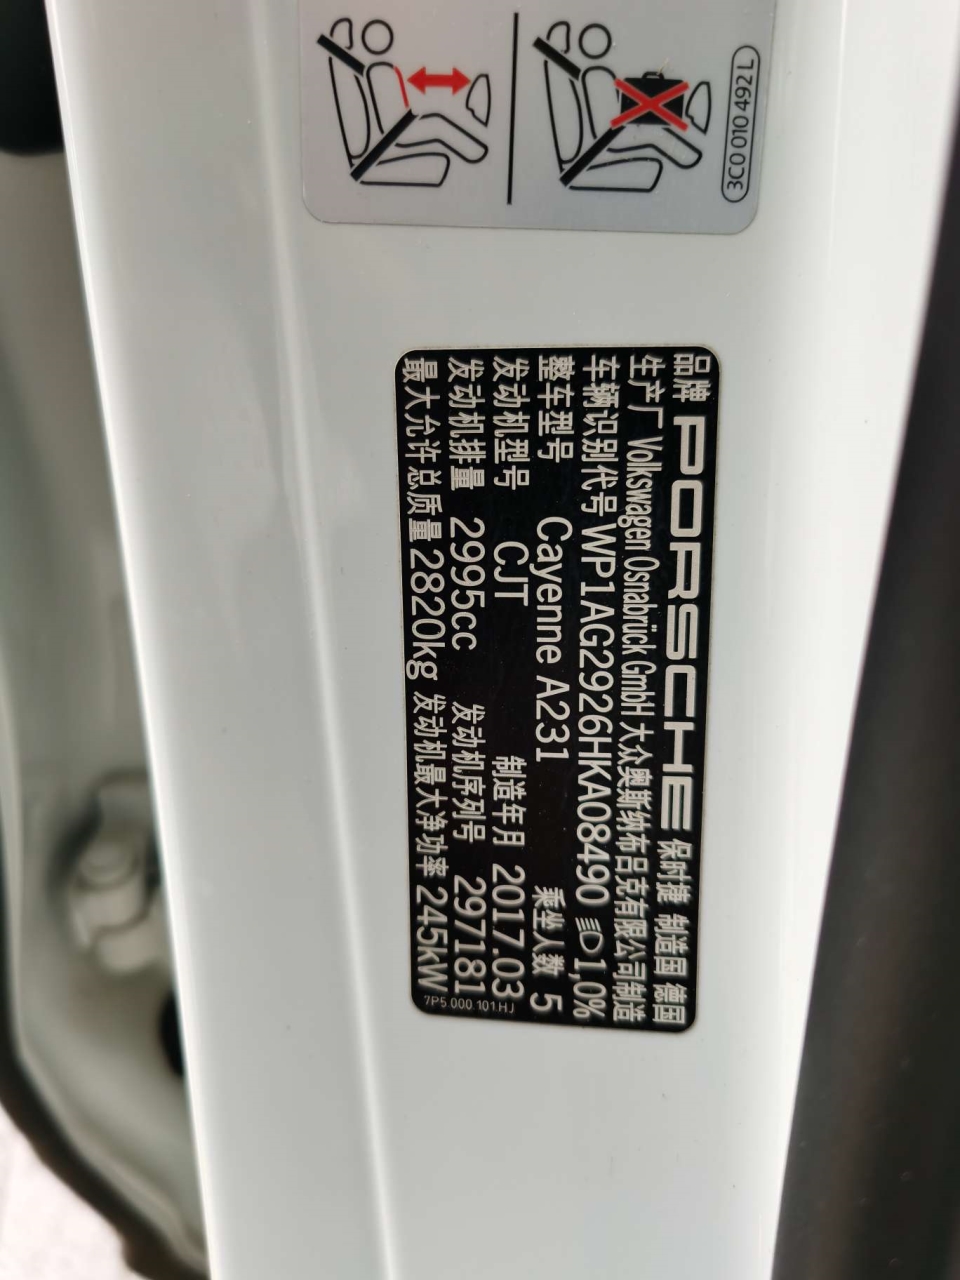 3C0 010 492 L
品牌 PORSCHE 保时捷 制造国 德国
生产厂 Volkswagen Osnabrück GmbH 大众奥斯纳布吕克有限公司制造
车辆识别代号 WP1AG2926HKA08490 1,0%
整车型号 Cayenne A231 乘坐人数 5
发动机型号 CJT 制造年月 2017.03
发动机排量 2995cc 发动机序列号 297181
最大允许总质量 2820kg 发动机最大净功率 245kW
7P5.000.101.HJ